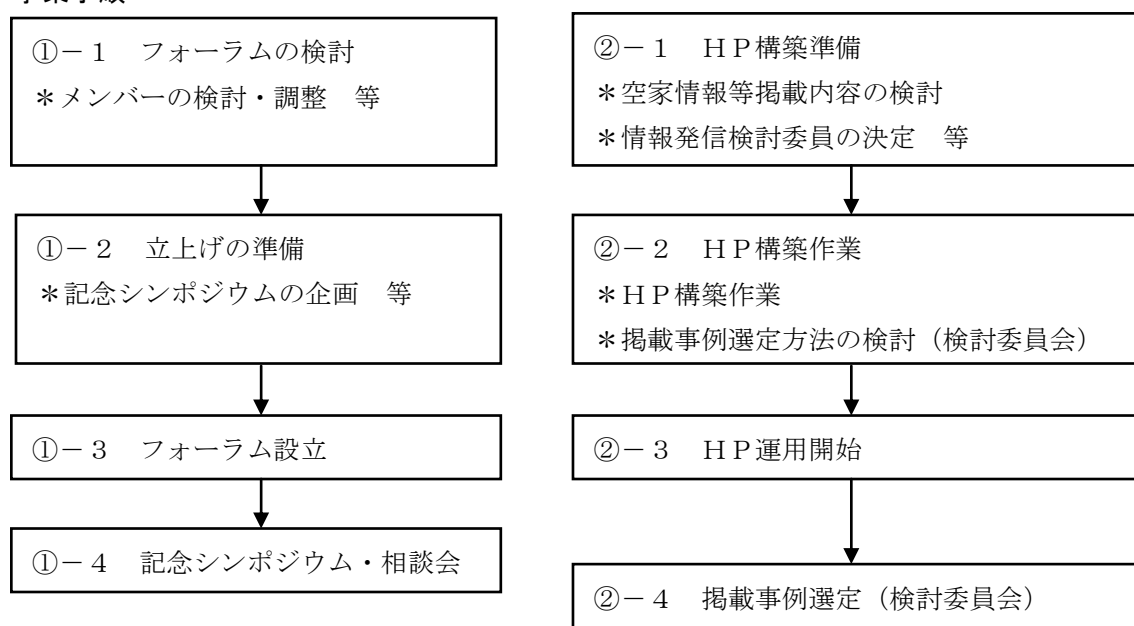 ①－１　フォーラムの検討
＊メンバーの検討・調整　等
①－２　立上げの準備
＊記念シンポジウムの企画　等
①－３　フォーラム設立
①－４　記念シンポジウム・相談会
②－１　ＨＰ構築準備
＊空家情報等掲載内容の検討
＊情報発信検討委員の決定　等
②－２　ＨＰ構築作業
＊ＨＰ構築作業
＊掲載事例選定方法の検討（検討委員会）
②－３　ＨＰ運用開始
②－４　掲載事例選定（検討委員会）